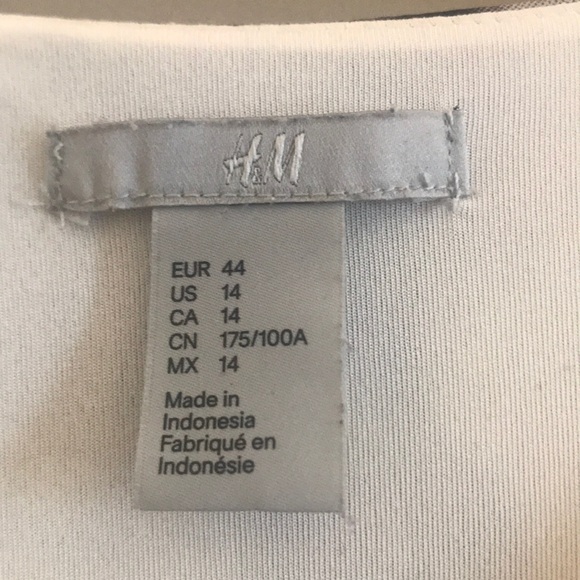 H&M
EUR 44
US 14
CA 14
CN 175/100A
MX 14
Made in
Indonesia
Fabriqué en
Indonésie